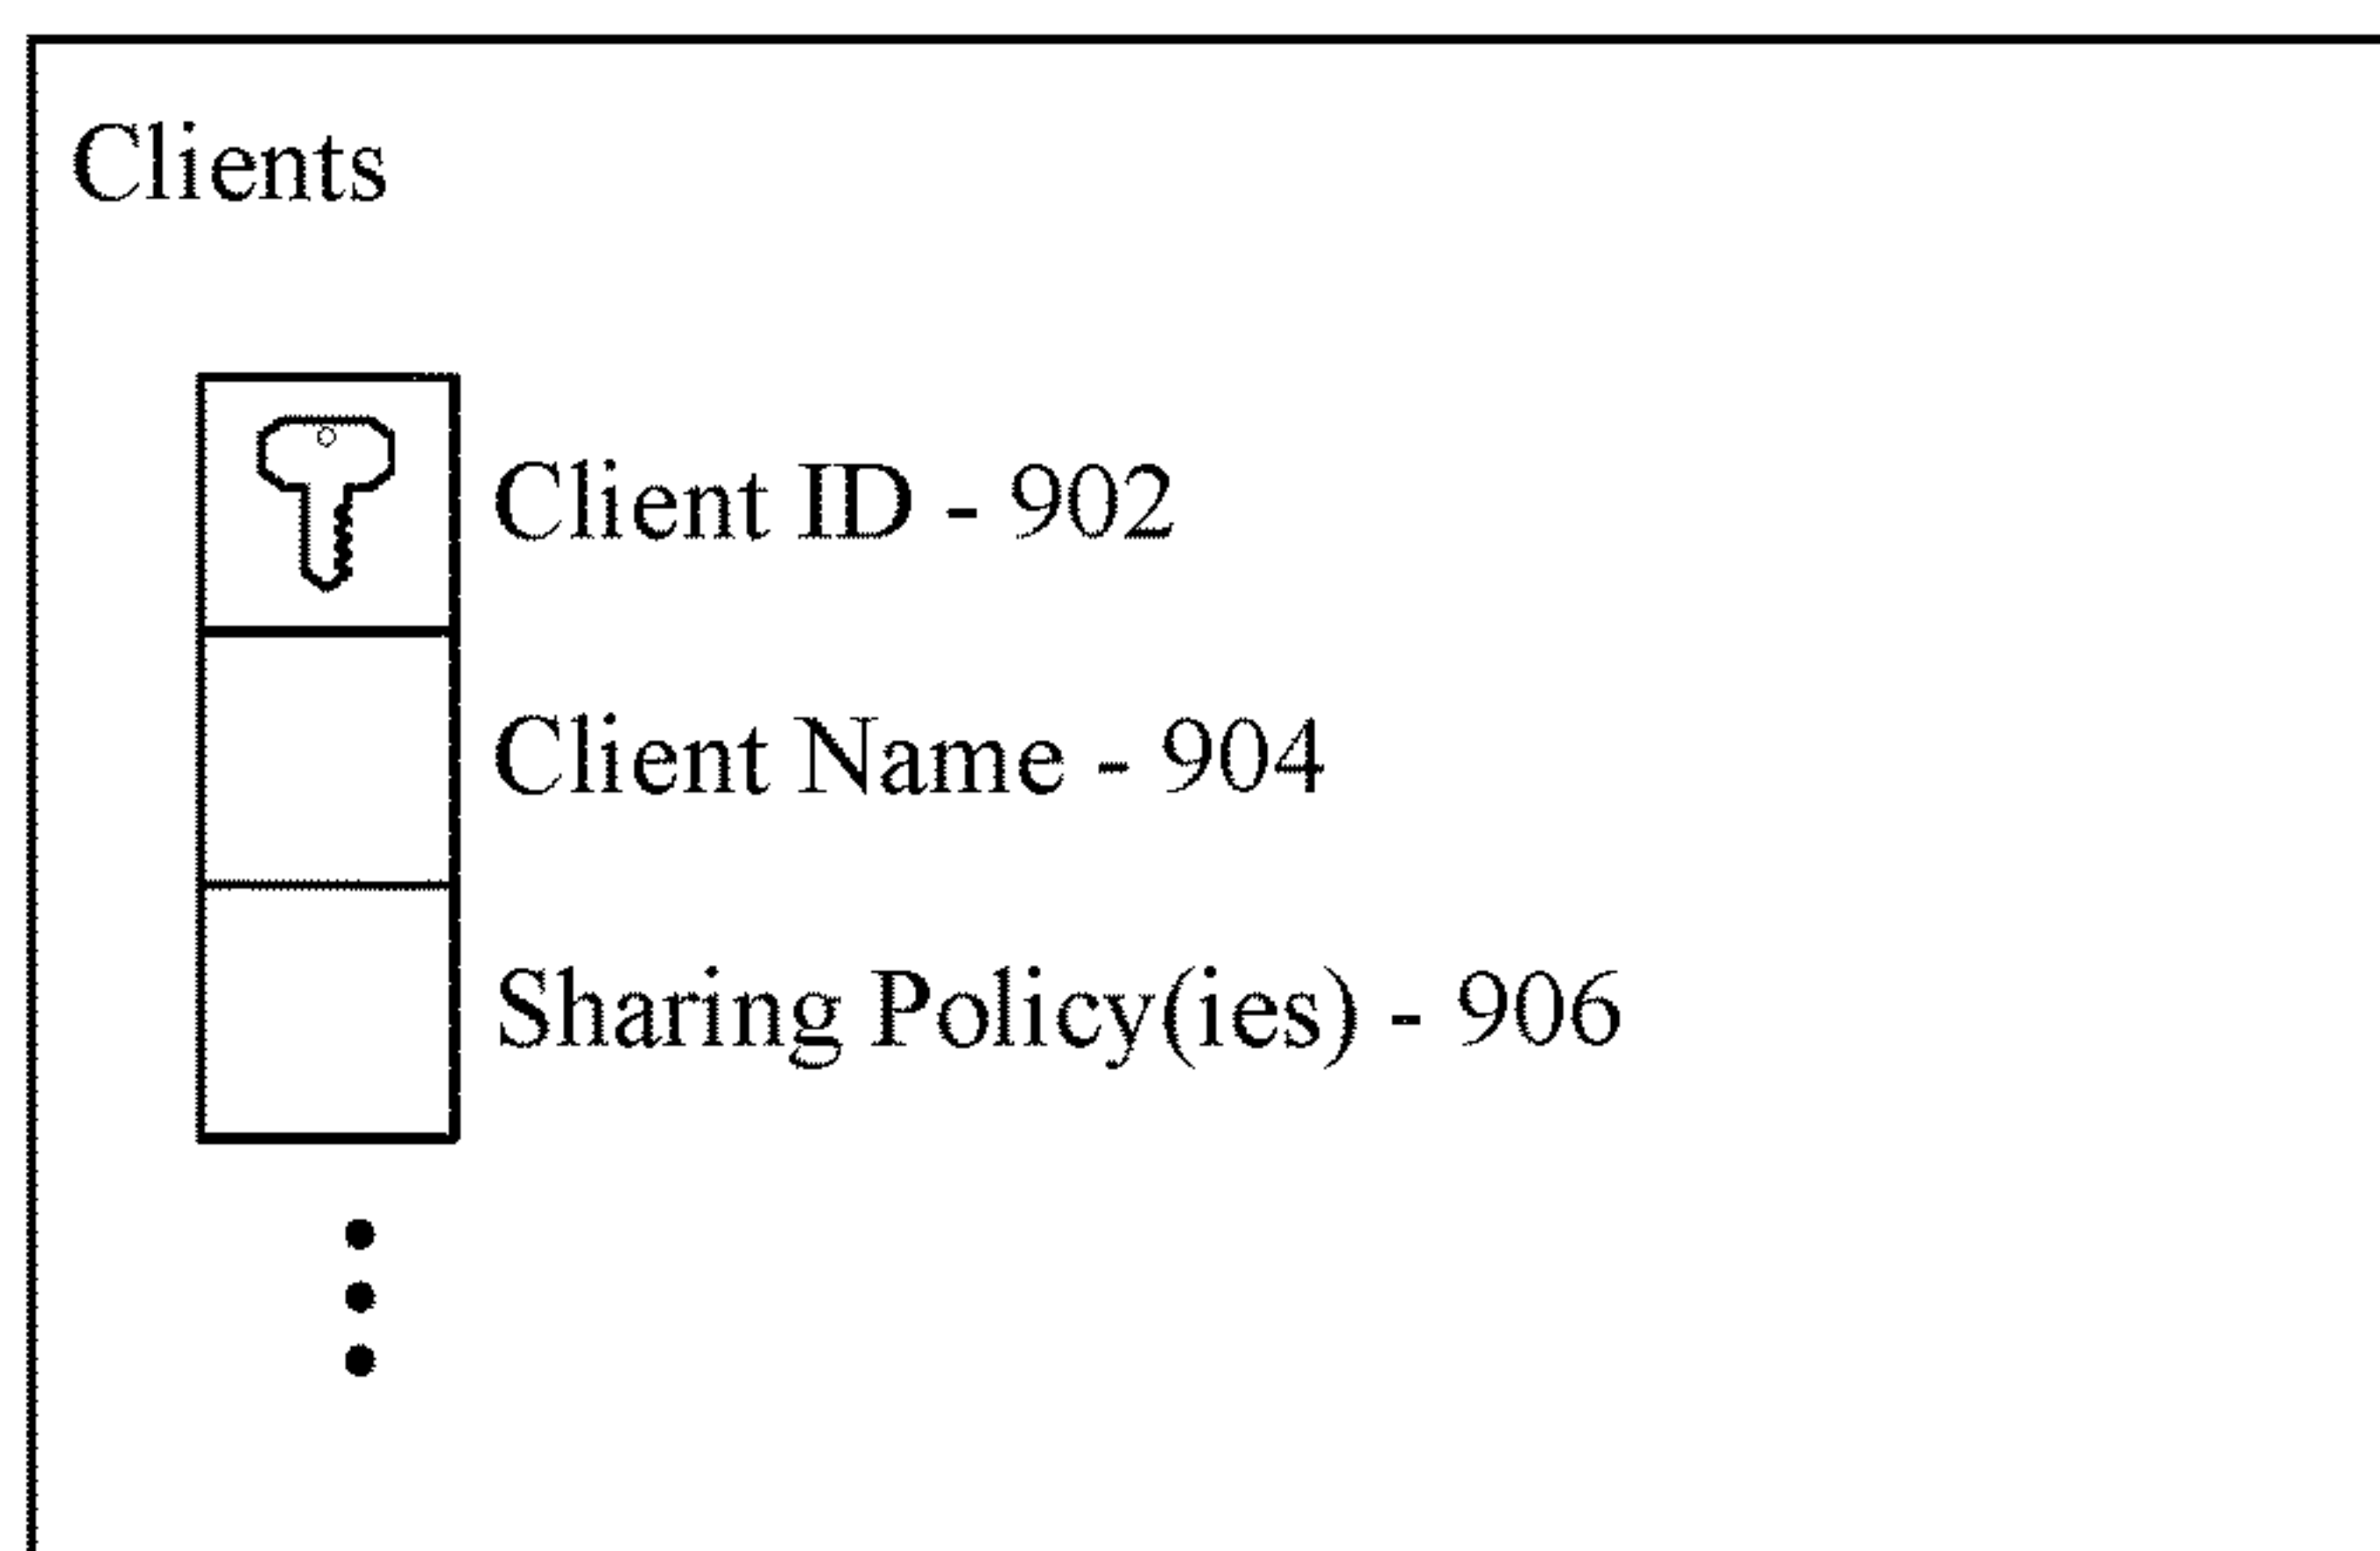 Clients
Client ID - 902
Client Name - 904
Sharing Policy(ies) - 906